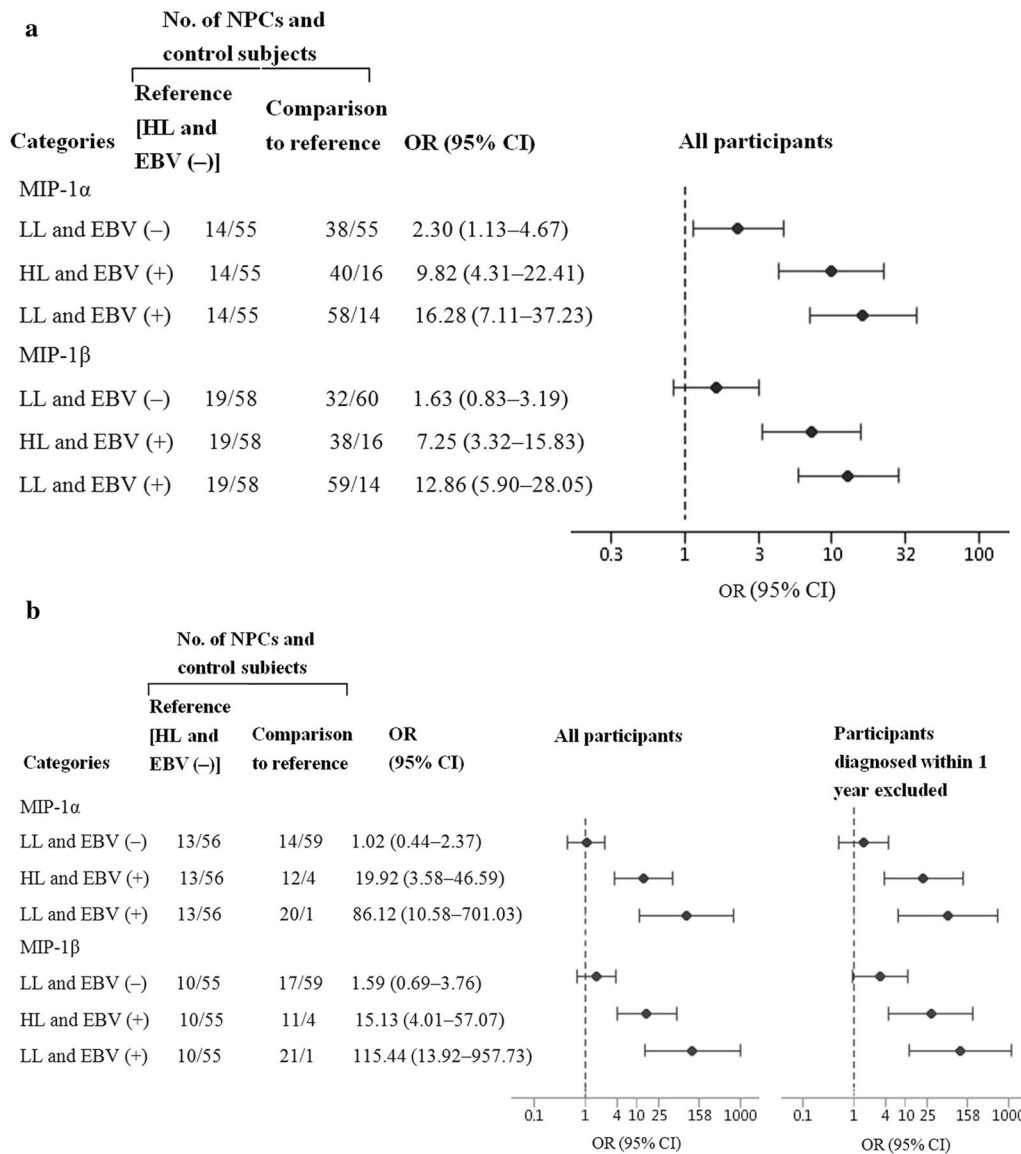 a
No. of NPCs and
control subjects
Reference
[HL and
EBV (–)]
Comparison
to reference
Categories
OR (95% CI)
All participants
MIP-1α
LL and EBV (–) 14/55 38/55 2.30 (1.13–4.67)
HL and EBV (+) 14/55 40/16 9.82 (4.31–22.41)
LL and EBV (+) 14/55 58/14 16.28 (7.11–37.23)
MIP-1β
LL and EBV (–) 19/58 32/60 1.63 (0.83–3.19)
HL and EBV (+) 19/58 38/16 7.25 (3.32–15.83)
LL and EBV (+) 19/58 59/14 12.86 (5.90–28.05)
0.3 1 3 10 32 100
OR (95% CI)
b
No. of NPCs and
control subiects
Reference
[HL and
EBV (–)]
Comparison
to reference
Categories
OR
(95% CI)
All participants
Participants
diagnosed within 1
year excluded
MIP-1α
LL and EBV (–) 13/56 14/59 1.02 (0.44–2.37)
HL and EBV (+) 13/56 12/4 19.92 (3.58–46.59)
LL and EBV (+) 13/56 20/1 86.12 (10.58–701.03)
MIP-1β
LL and EBV (–) 10/55 17/59 1.59 (0.69–3.76)
HL and EBV (+) 10/55 11/4 15.13 (4.01–57.07)
LL and EBV (+) 10/55 21/1 115.44 (13.92–957.73)
0.1 1 4 10 25 158 1000
OR (95% CI)
0.1 1 4 10 25 158 1000
OR (95% CI)